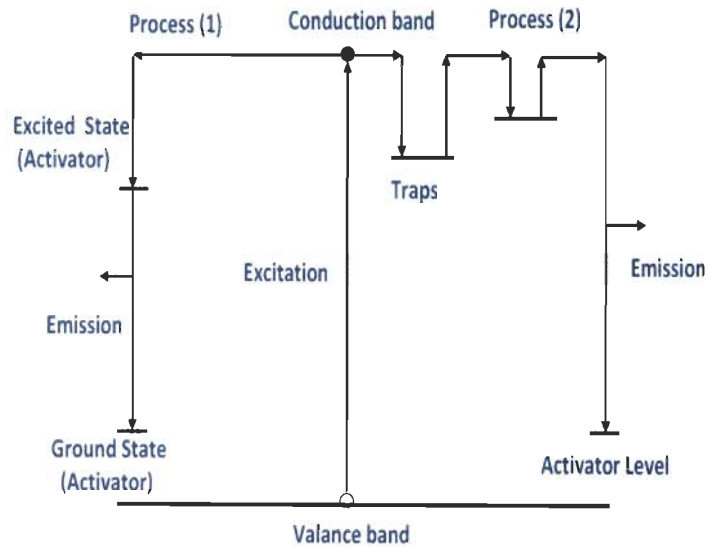 Process (1)
Conduction band
Process (2)
Excited State
(Activator)
Traps
Excitation
Emission
Emission
Ground State
(Activator)
Activator Level
Valance band